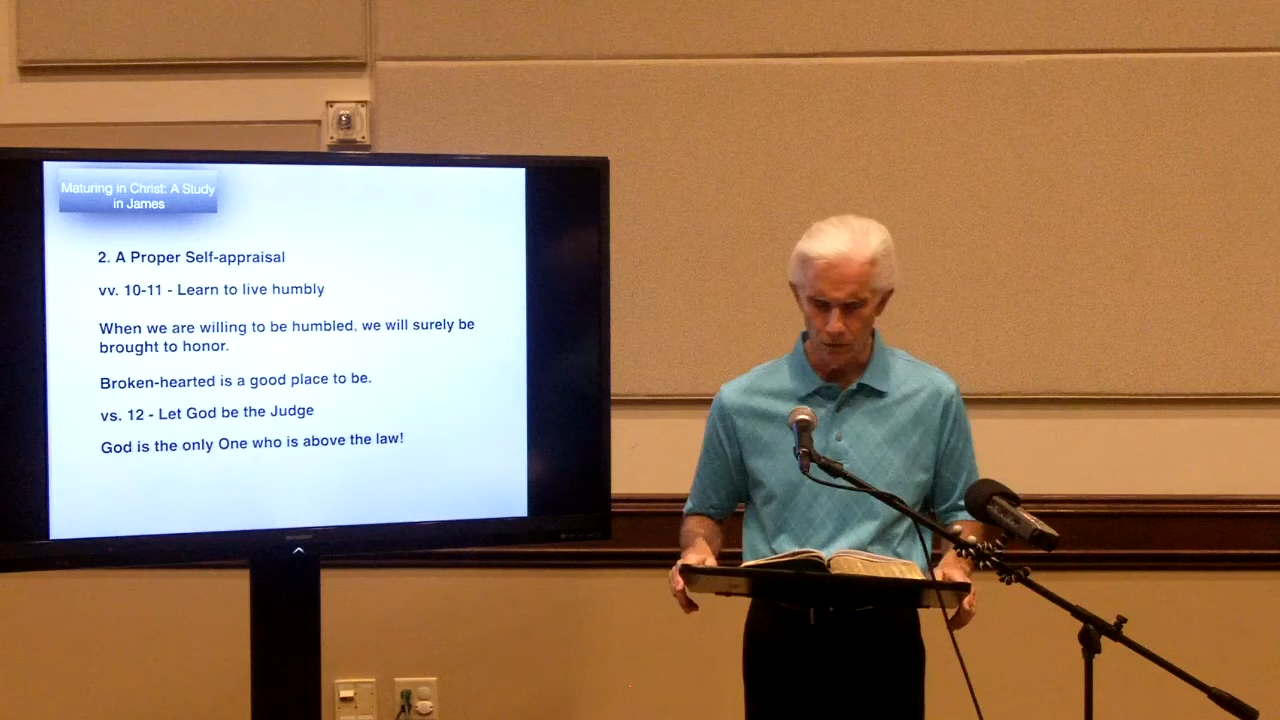 Maturing in Christ: A Study
in James
2. A Proper Self-appraisal
vv. 10-11 - Learn to live humbly
When we are willing to be humbled, we will surely be
brought to honor.
Broken-hearted is a good place to be.
vs. 12 - Let God be the Judge
God is the only One who is above the law!